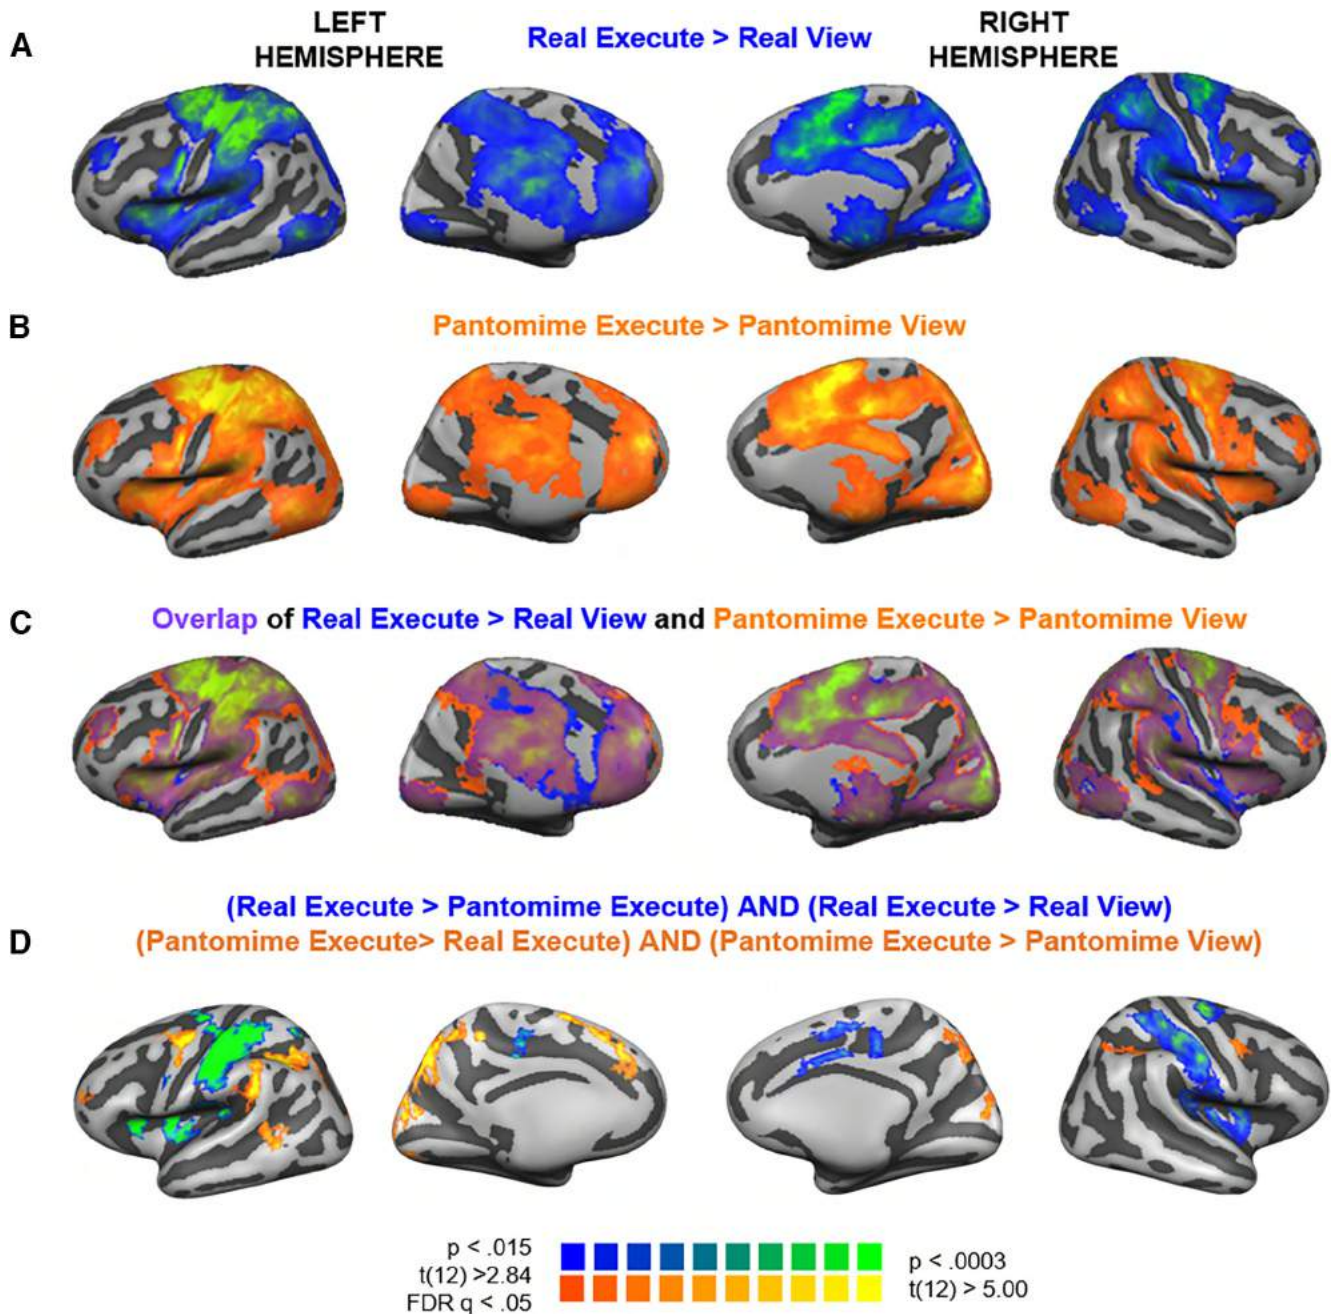 A
LEFT
HEMISPHERE
Real Execute > Real View
RIGHT
HEMISPHERE
B
Pantomime Execute > Pantomime View
C
Overlap of Real Execute > Real View and Pantomime Execute > Pantomime View
(Real Execute > Pantomime Execute) AND (Real Execute > Real View)
D
(Pantomime Execute> Real Execute) AND (Pantomime Execute > Pantomime View)
p < .015
t(12) >2.84
FDR q < .05
p < .0003
t(12) > 5.00